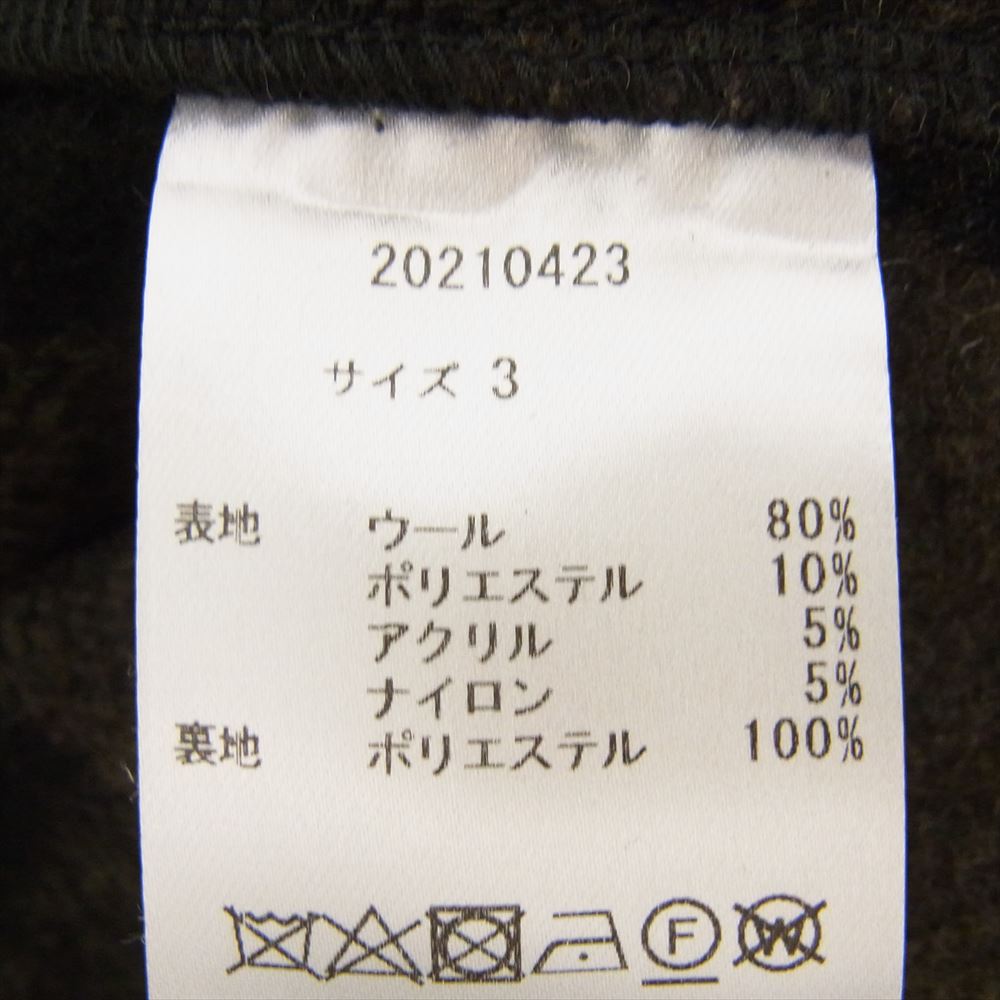 20210423
サイズ 3
表地 ウール 80%
ポリエステル 10%
アクリル 5%
ナイロン 5%
裏地 ポリエステル 100%
F W